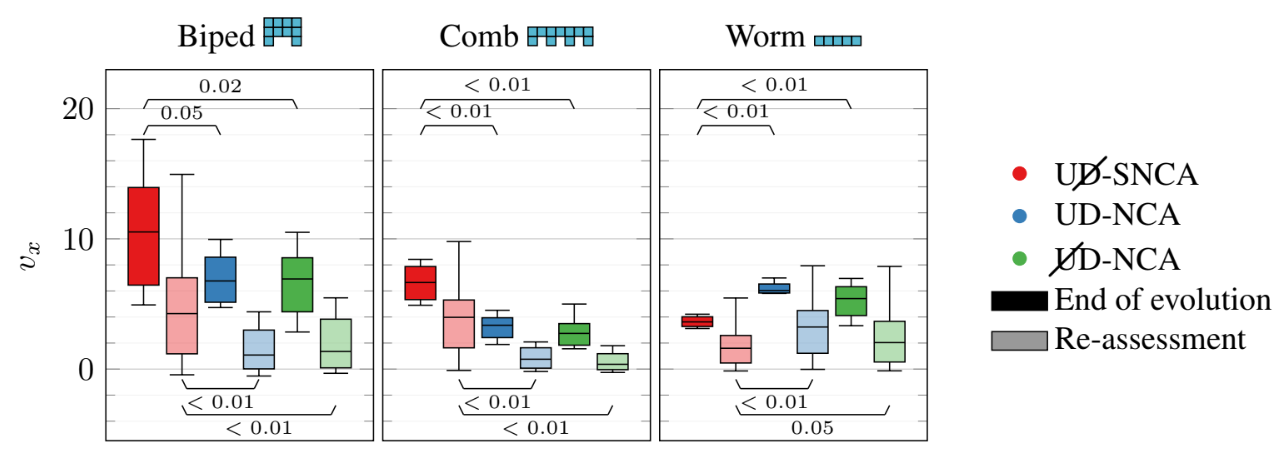 Biped Comb Worm
20
10
0
v_x
0.02
0.05
< 0.01
< 0.01
< 0.01
< 0.01
< 0.01
< 0.01
< 0.01
< 0.01
< 0.01
0.05
UD̸-SNCA
UD-NCA
U̸D-NCA
End of evolution
Re-assessment